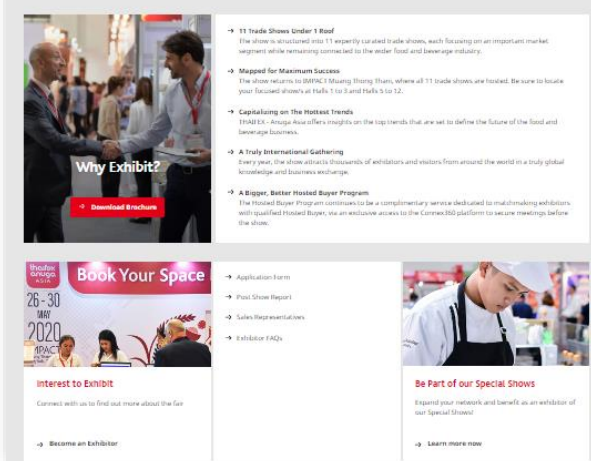 Why Exhibit?
→ Download Brochure
→ 11 Trade Shows Under 1 Roof
The show is structured into 11 expertly curated trade shows, each focusing on an important market
segment while remaining connected to the wider food and beverage industry.
→ Mapped for Maximum Success
The show returns to IMPACT Muang Thong Thani, where all 11 trade shows are hosted. Be sure to locate
your focused show/s at Halls 1 to 3 and Halls 5 to 12.
→ Capitalizing on The Hottest Trends
THAIFEX - Anuga Asia offers insights on the top trends that are set to define the future of the food and
beverage business.
→ A Truly International Gathering
Every year, the show attracts thousands of exhibitors and visitors from around the world in a truly global
knowledge and business exchange.
→ A Bigger, Better Hosted Buyer Program
The Hosted Buyer Program continues to be a complimentary service dedicated to matchmaking exhibitors
with qualified Hosted Buyer, via an exclusive access to the Connex360 platform to secure meetings before
the show.
thaifex
anuga
ASIA
Book Your Space
26 - 30
MAY
2020
IMPACT
Interest to Exhibit
Connect with us to find out more about the fair
→ Become an Exhibitor
→ Application Form
→ Post Show Report
→ Sales Representatives
→ Exhibitor FAQs
Be Part of our Special Shows
Expand your network and benefit as an exhibitor of
our Special Shows!
→ Learn more now